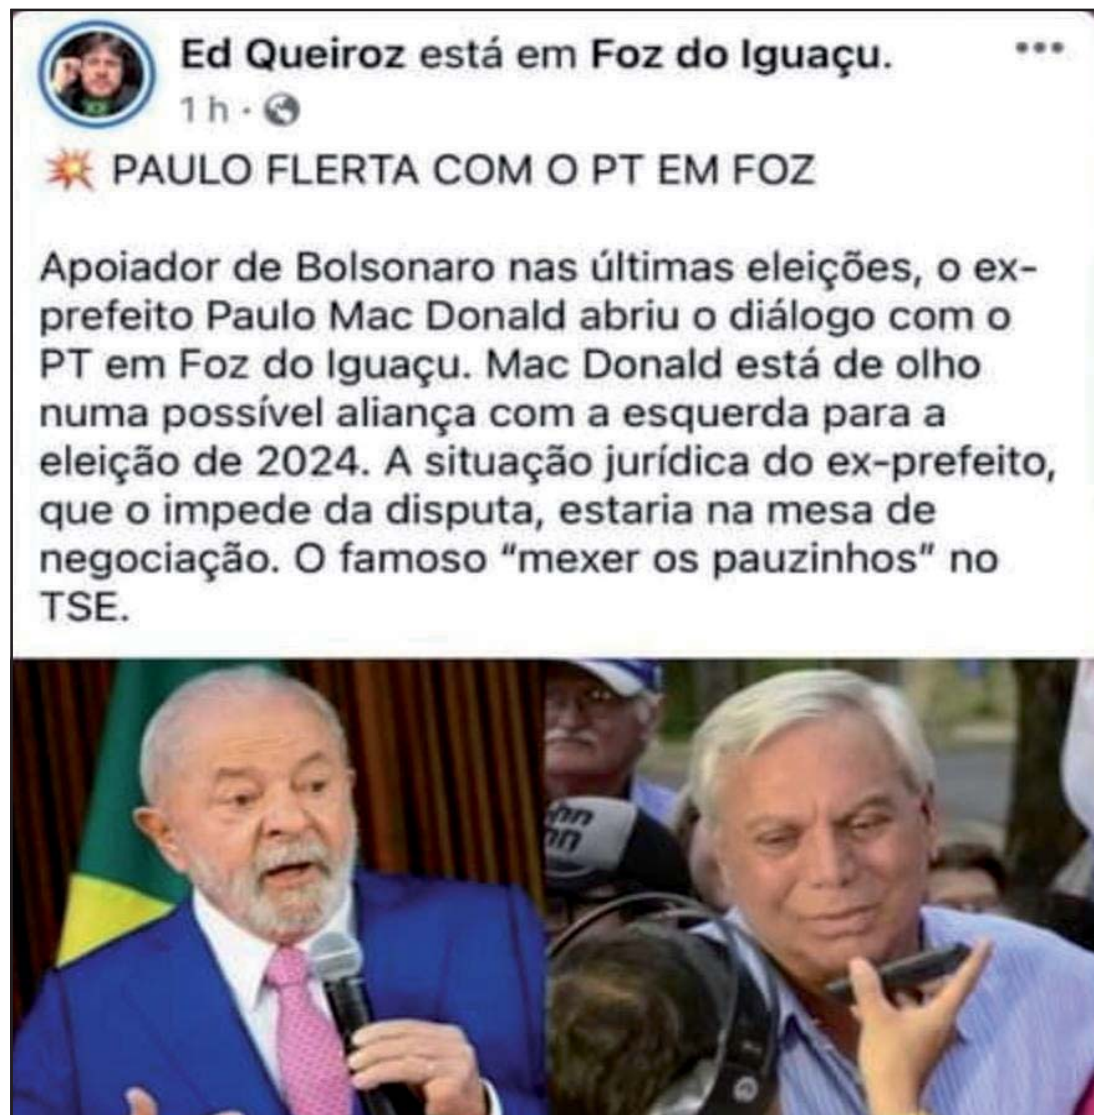 Ed Queiroz está em Foz do Iguaçu.
1 h ·
PAULO FLERTA COM O PT EM FOZ
Apoiador de Bolsonaro nas últimas eleições, o ex-
prefeito Paulo Mac Donald abriu o diálogo com o
PT em Foz do Iguaçu. Mac Donald está de olho
numa possível aliança com a esquerda para a
eleição de 2024. A situação jurídica do ex-prefeito,
que o impede da disputa, estaria na mesa de
negociação. O famoso “mexer os pauzinhos” no
TSE.